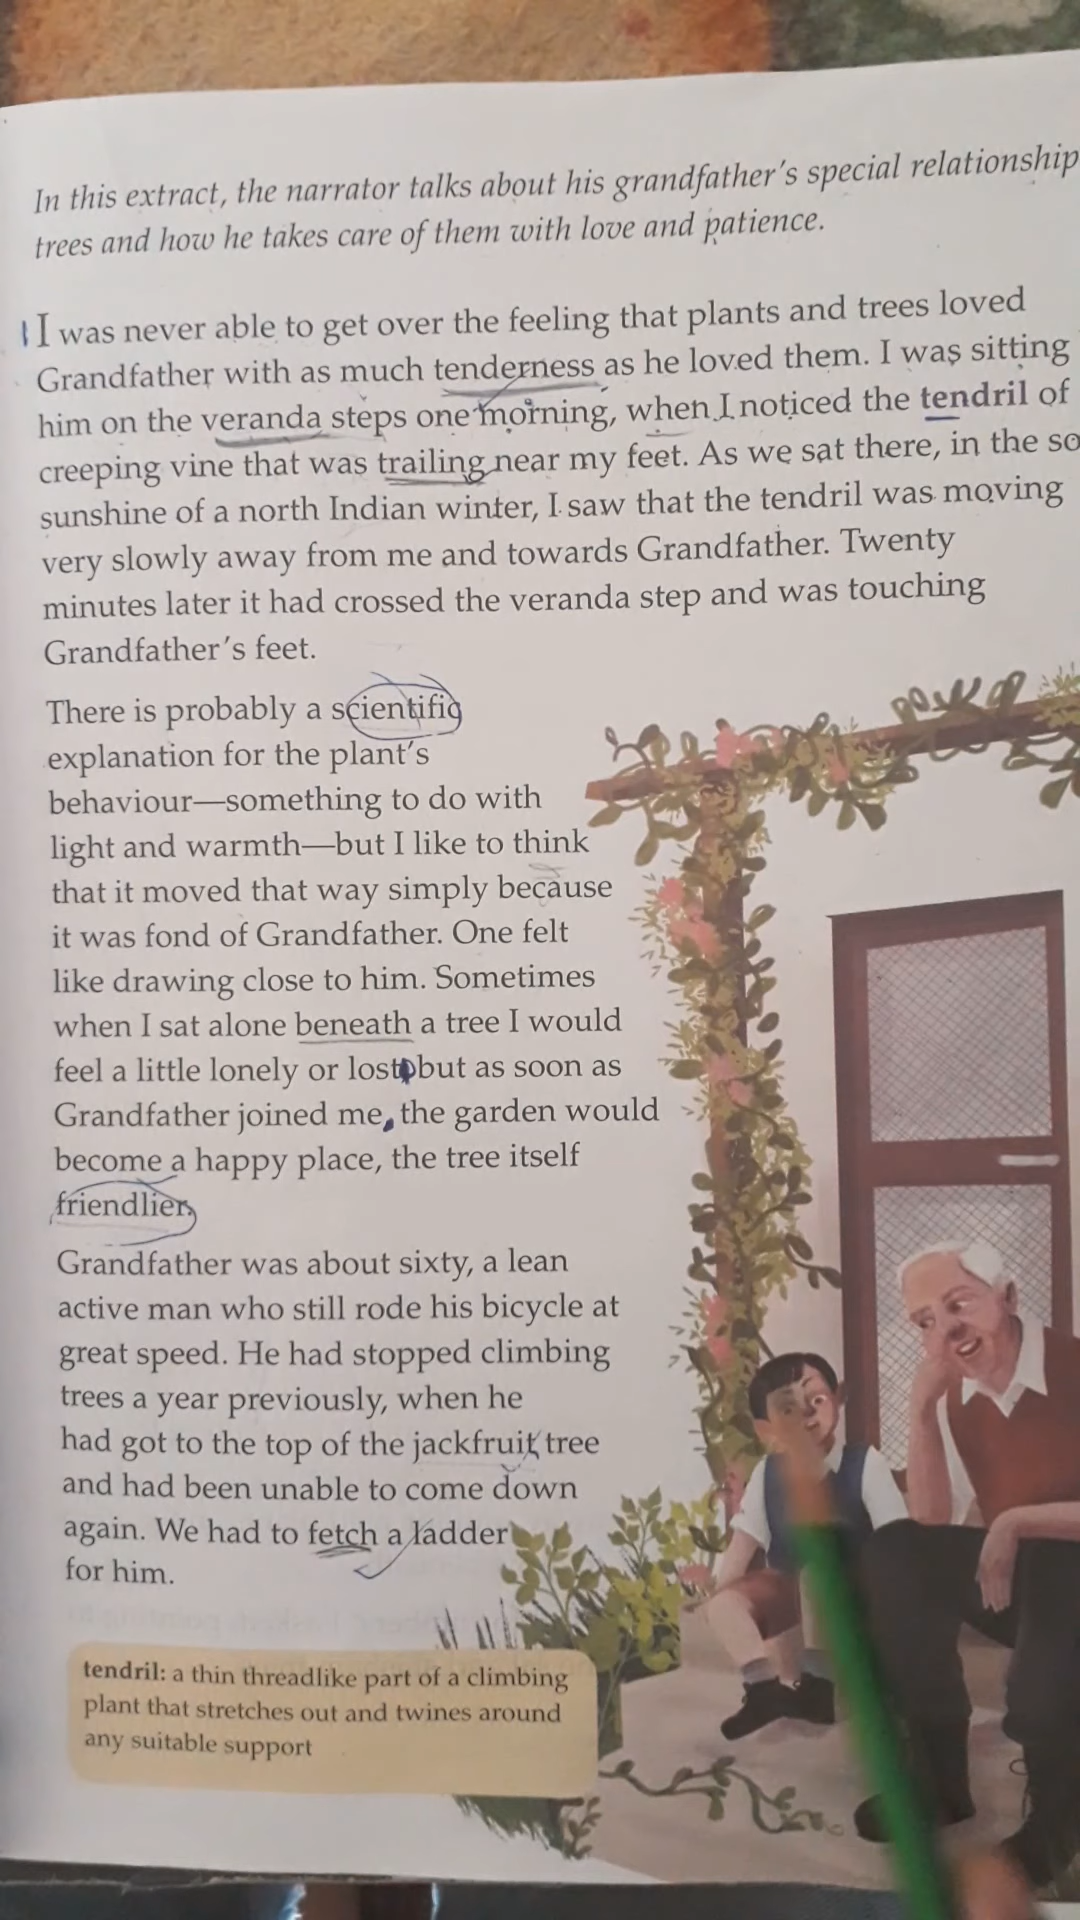 In this extract, the narrator talks about his grandfather's special relationship
trees and how he takes care of them with love and patience.
I was never able to get over the feeling that plants and trees loved
Grandfather with as much tenderness as he loved them. I was sitting
him on the veranda steps one morning, when I noticed the tendril of
creeping vine that was trailing near my feet. As we sat there, in the so
sunshine of a north Indian winter, I saw that the tendril was moving
very slowly away from me and towards Grandfather. Twenty
minutes later it had crossed the veranda step and was touching
Grandfather's feet.
There is probably a scientific
explanation for the plant's
behaviour—something to do with
light and warmth—but I like to think
that it moved that way simply because
it was fond of Grandfather. One felt
like drawing close to him. Sometimes
when I sat alone beneath a tree I would
feel a little lonely or lost but as soon as
Grandfather joined me, the garden would
become a happy place, the tree itself
friendlier.
Grandfather was about sixty, a lean
active man who still rode his bicycle at
great speed. He had stopped climbing
trees a year previously, when he
had got to the top of the jackfruit tree
and had been unable to come down
again. We had to fetch a ladder
for him.
tendril: a thin threadlike part of a climbing
plant that stretches out and twines around
any suitable support